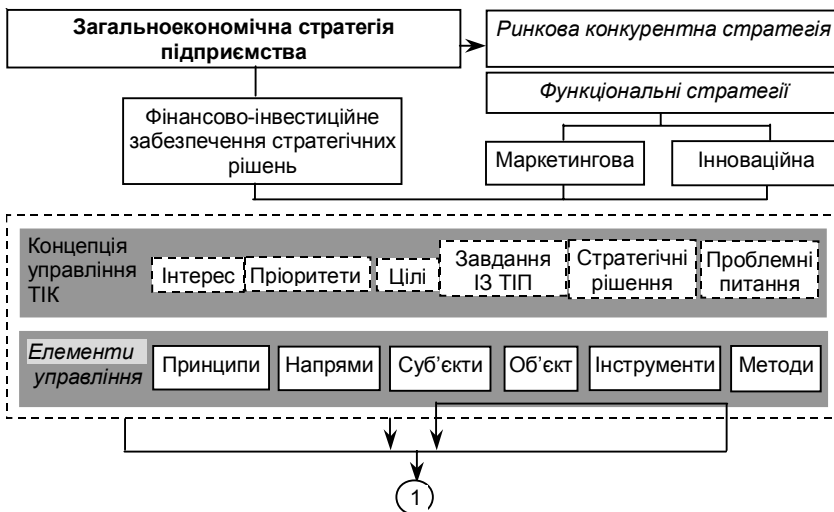 Загальноекономічна стратегія
підприємства
Ринкова конкурентна стратегія
Функціональні стратегії
Фінансово-інвестиційне
забезпечення стратегічних
рішень
Маркетингова
Інноваційна
Концепція
управління
ТІК
Інтерес
Пріоритети
Цілі
Завдання
ІЗ ТІП
Стратегічні
рішення
Проблемні
питання
Елементи
управління
Принципи
Напрями
Суб’єкти
Об’єкт
Інструменти
Методи
1